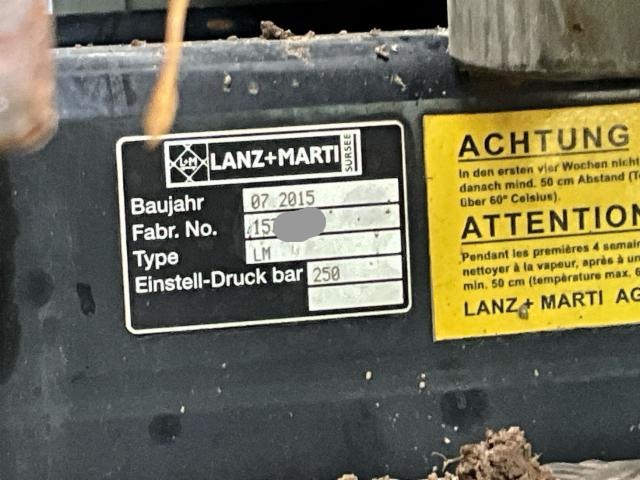 L+M LANZ+MARTI SURSEE
Baujahr 07 2015
Fabr. No.
Type LM
Einstell-Druck bar 250
ACHTUNG
In den ersten vier Wochen nicht
danach mind. 50 cm Abstand
über 60° Celsius).
ATTENTION
Pendant les premières 4 semain
nettoyer à la vapeur, après à un
min. 50 cm (température max.
LANZ + MARTI AG